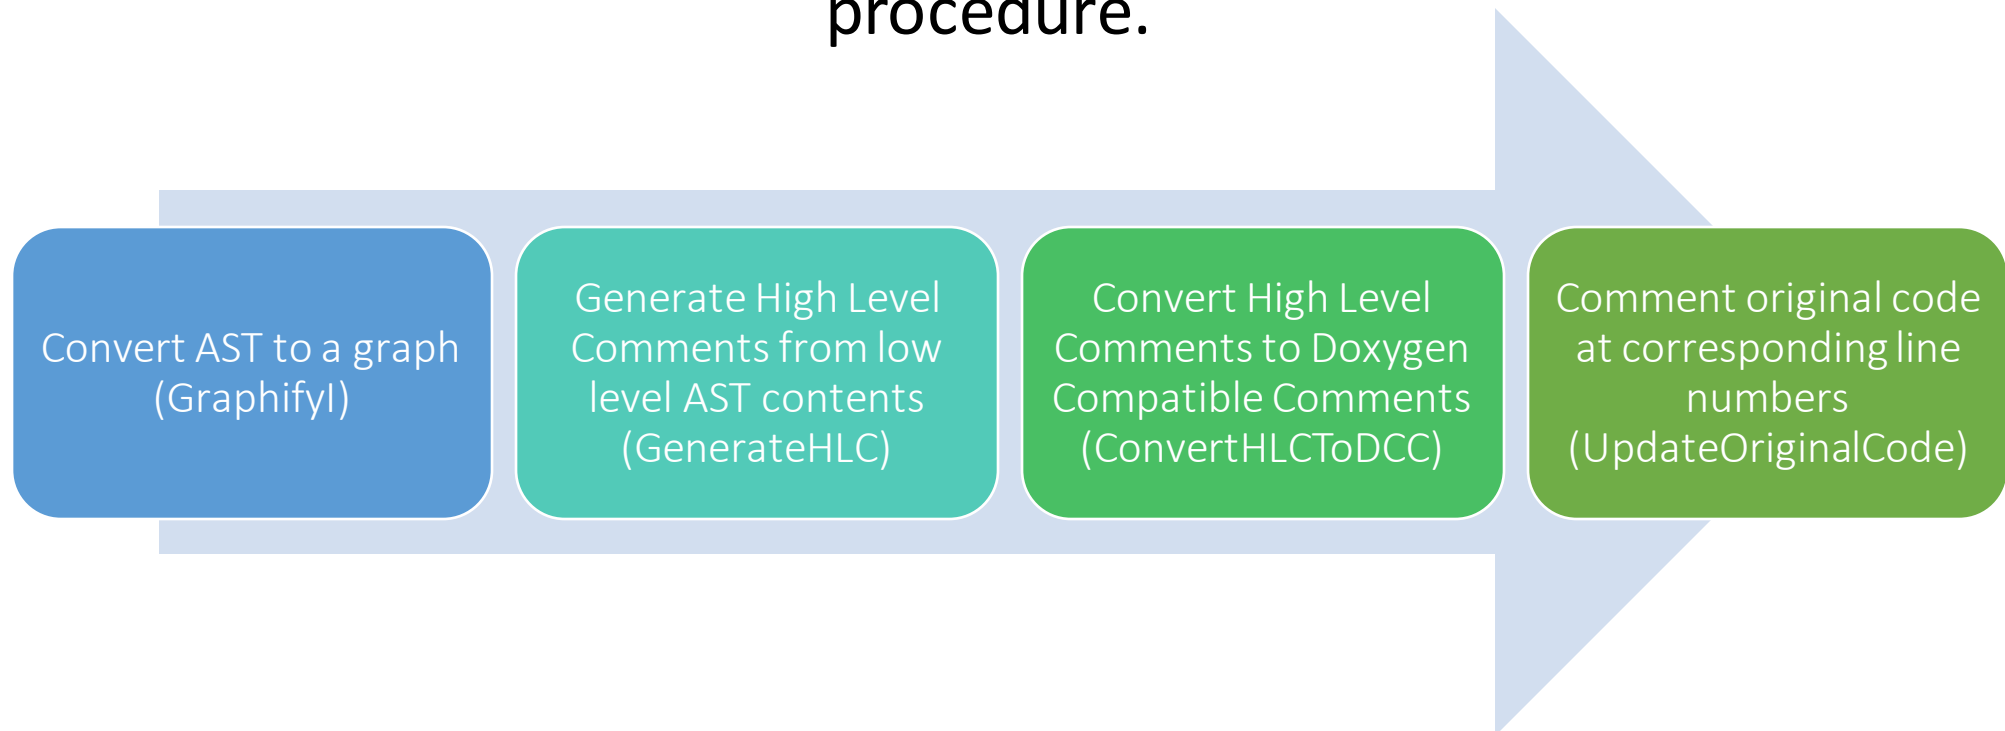 procedure.
Convert AST to a graph
(GraphifyI)
Generate High Level
Comments from low
level AST contents
(GenerateHLC)
Convert High Level
Comments to Doxygen
Compatible Comments
(ConvertHLCToDCC)
Comment original code
at corresponding line
numbers
(UpdateOriginalCode)